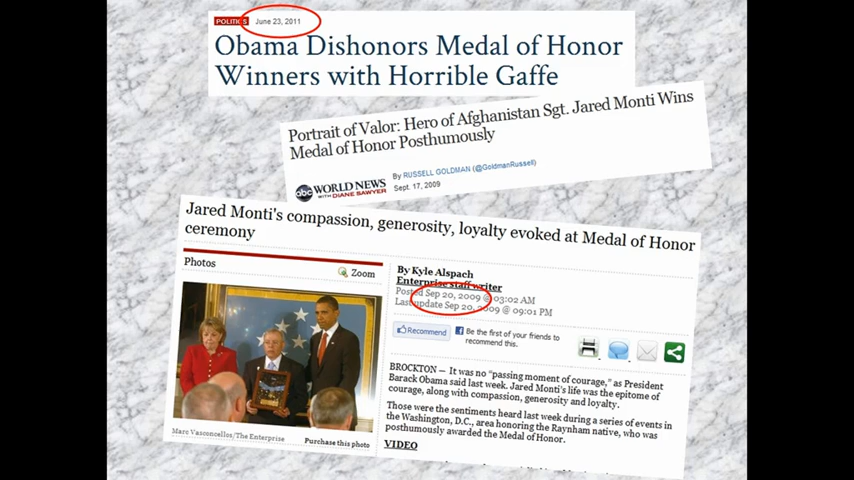 POLITICS June 23, 2011
Obama Dishonors Medal of Honor
Winners with Horrible Gaffe
Portrait of Valor: Hero of Afghanistan Sgt. Jared Monti Wins
Medal of Honor Posthumously
By RUSSELL GOLDMAN (@GoldmanRussell)
abc WORLD NEWS
WITH DIANE SAWYER
Sept. 17, 2009
Jared Monti's compassion, generosity, loyalty evoked at Medal of Honor
ceremony
Photos
Zoom
Marc Vasconcellos/The Enterprise
Purchase this photo
By Kyle Alspach
Enterprise staff writer
Posted Sep 20, 2009 @ 03:02 AM
Last update Sep 20, 2009 @ 09:01 PM
Recommend
Be the first of your friends to
recommend this.
BROCKTON — It was no “passing moment of courage,” as President
Barack Obama said last week. Jared Monti's life was the epitome of
courage, along with compassion, generosity and loyalty.
Those were the sentiments heard last week during a series of events in
the Washington, D.C., area honoring the Raynham native, who was
posthumously awarded the Medal of Honor.
VIDEO